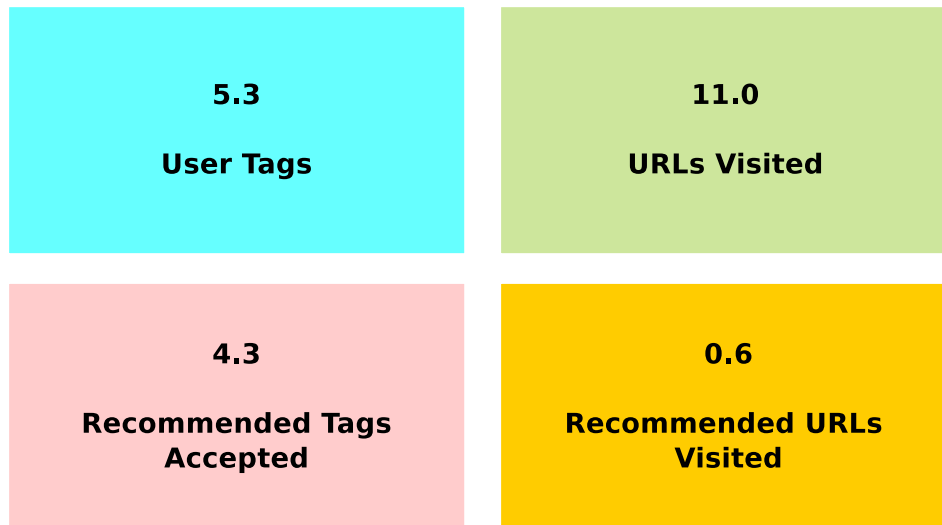 5.3
User Tags
11.0
URLs Visited
4.3
Recommended Tags
Accepted
0.6
Recommended URLs
Visited